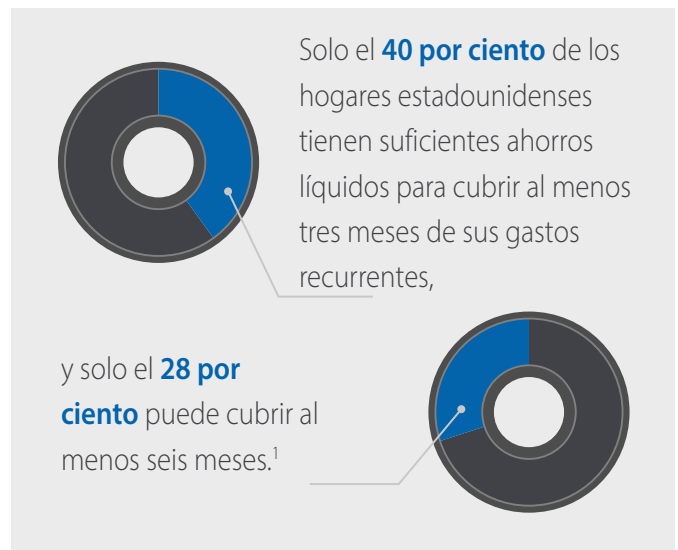 Solo el 40 por ciento de los
hogares estadounidenses
tienen suficientes ahorros
líquidos para cubrir al menos
tres meses de sus gastos
recurrentes,
y solo el 28 por
ciento puede cubrir al
menos seis meses.¹